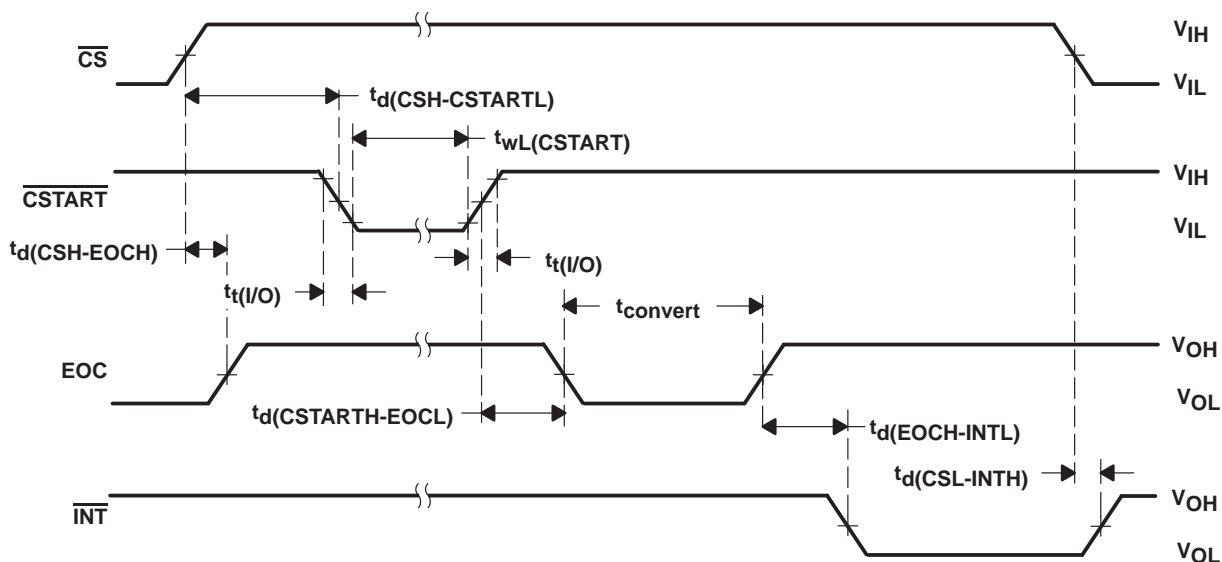 CS
VIH
VIL
td(CSH-CSTARTL)
twL(CSTART)
CSTART
VIH
VIL
td(CSH-EOCH)
tt(I/O)
tt(I/O)
tconvert
EOC
VOH
VOL
td(CSTARTH-EOCL)
td(EOCH-INTL)
td(CSL-INTH)
INT
VOH
VOL